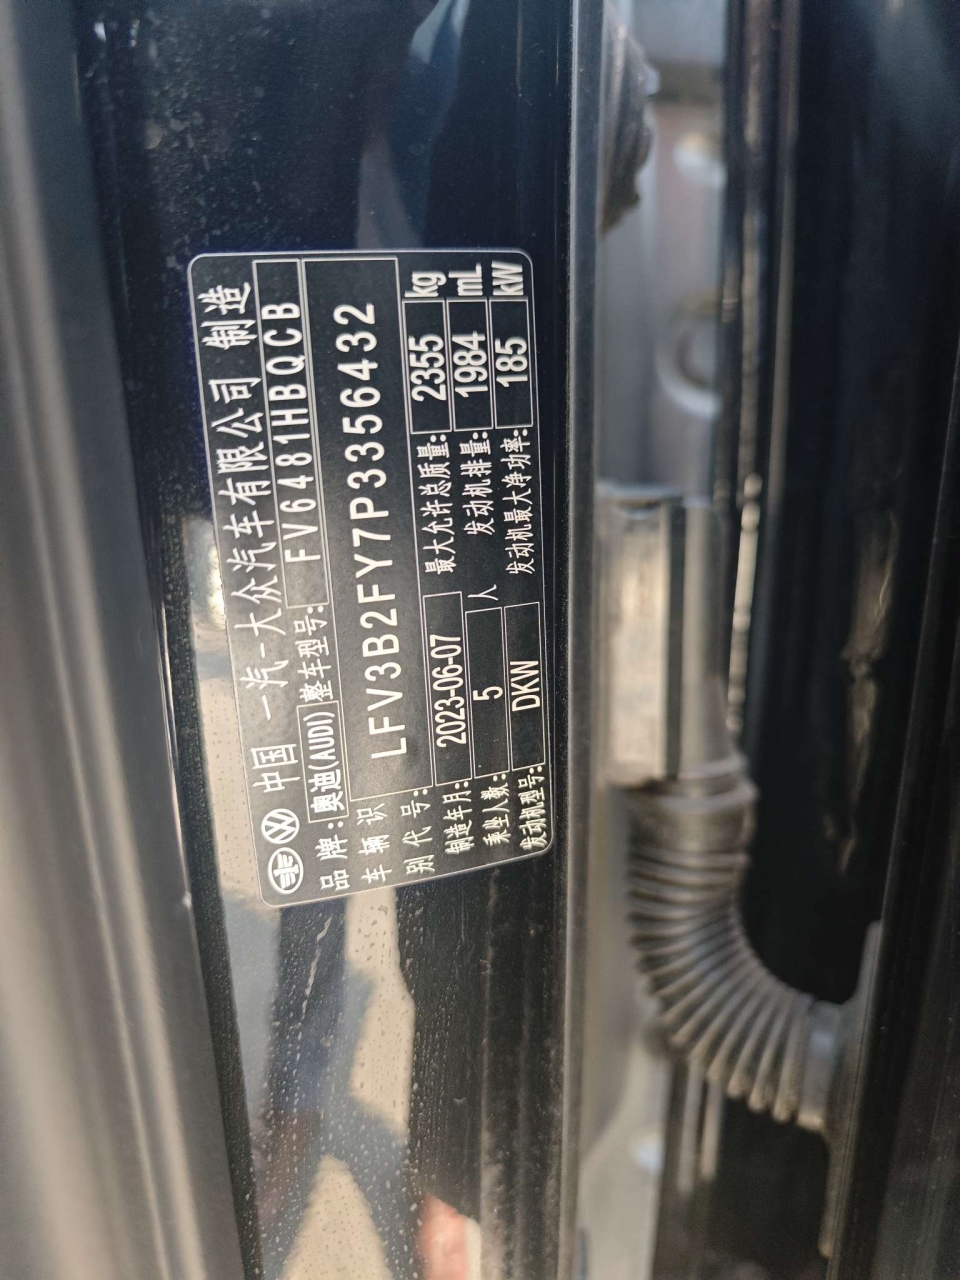 中国 一汽-大众汽车有限公司 制造
品牌: 奥迪(AUDI) 整车型号: FV6481HBQCB
车辆识别代号: LFV3B2FY7P3356432
制造年月: 2023-06-07 最大允许总质量: 2355 kg
乘坐人数: 5 人 发动机排量: 1984 mL
发动机型号: DKW 发动机最大净功率: 185 kW